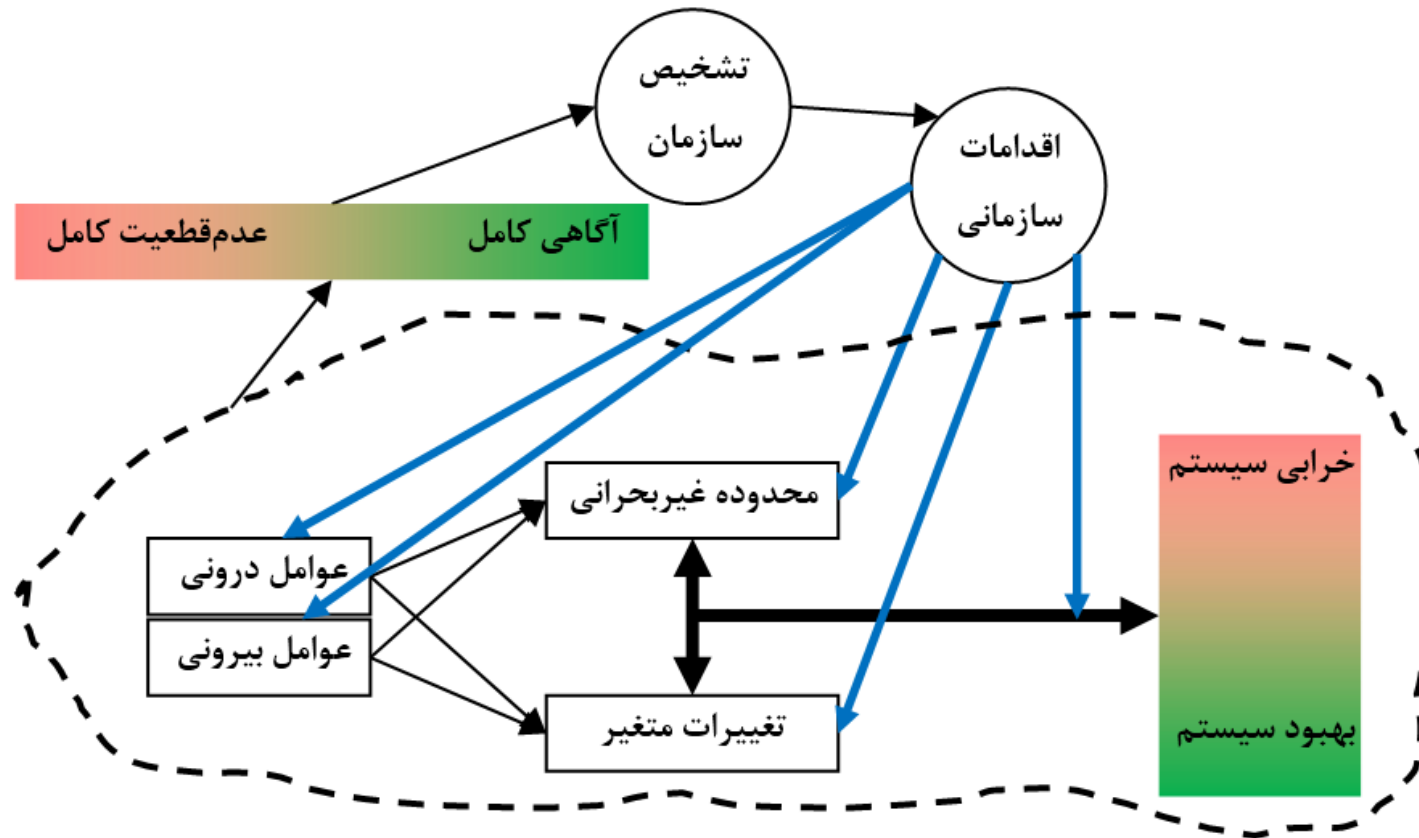 تشخیص
سازمان
اقدامات
سازمانی
آگاهی کامل
عدم‌قطعیت کامل
خرابی سیستم
محدوده غیربحرانی
عوامل درونی
عوامل بیرونی
تغییرات متغیر
بهبود سیستم